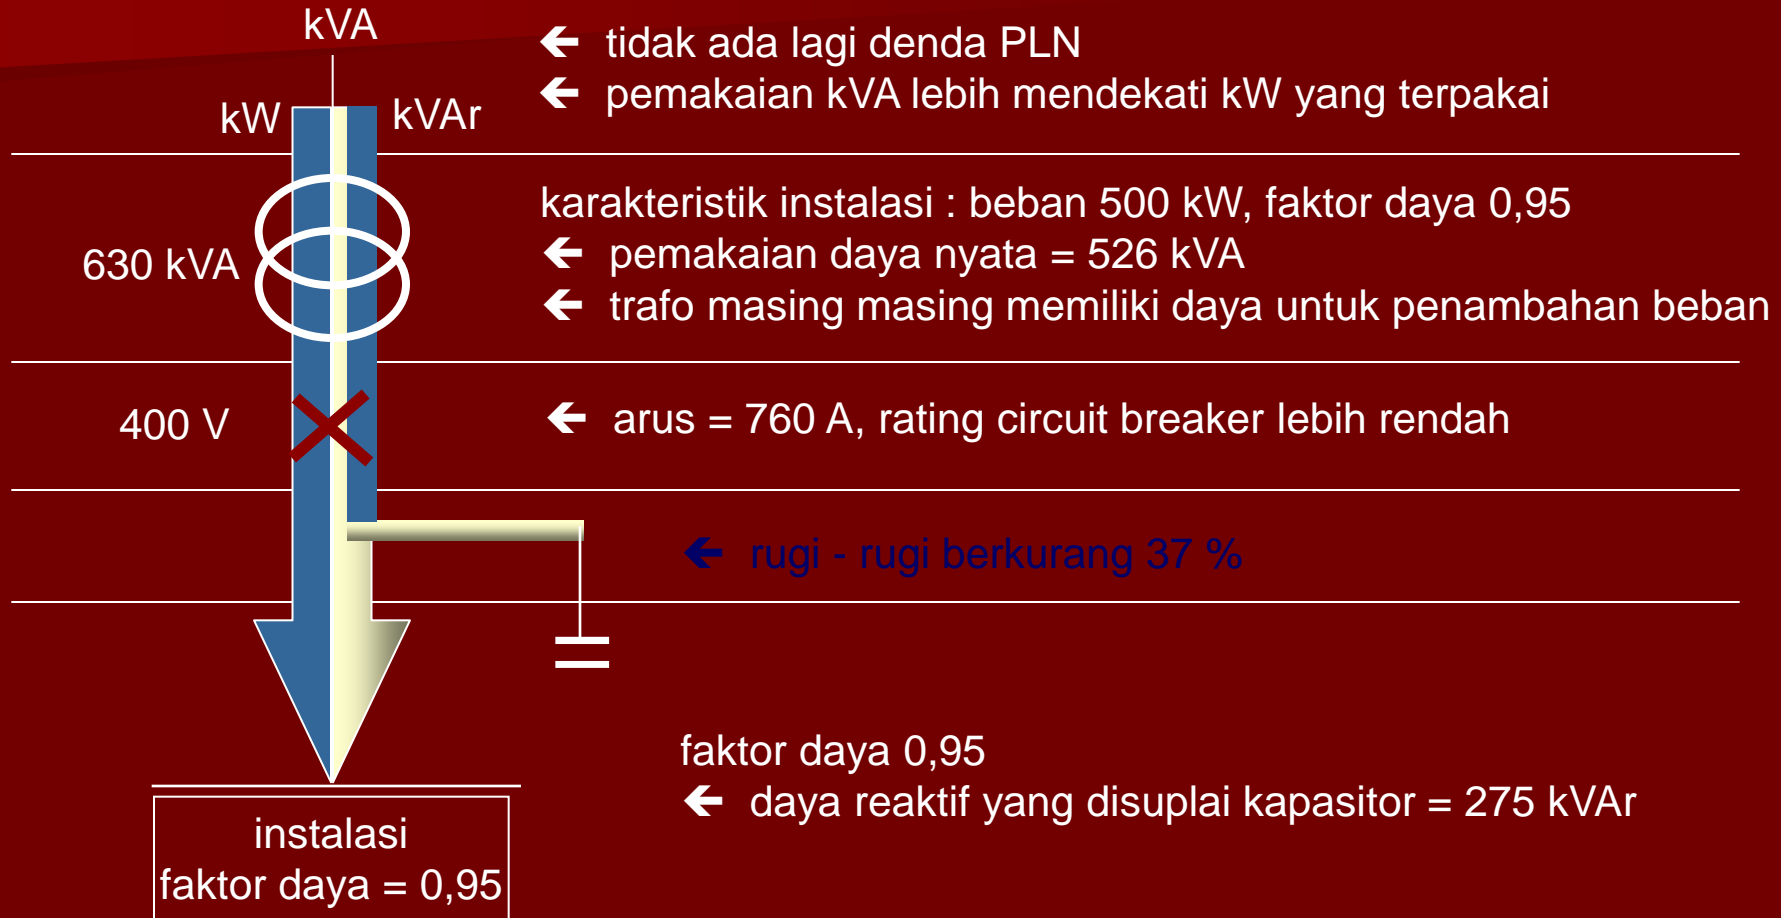 kVA
kW
kVAr
← tidak ada lagi denda PLN
← pemakaian kVA lebih mendekati kW yang terpakai
630 kVA
karakteristik instalasi : beban 500 kW, faktor daya 0,95
← pemakaian daya nyata = 526 kVA
← trafo masing masing memiliki daya untuk penambahan beban
400 V
← arus = 760 A, rating circuit breaker lebih rendah
← rugi - rugi berkurang 37 %
faktor daya 0,95
← daya reaktif yang disuplai kapasitor = 275 kVAr
instalasi
faktor daya = 0,95